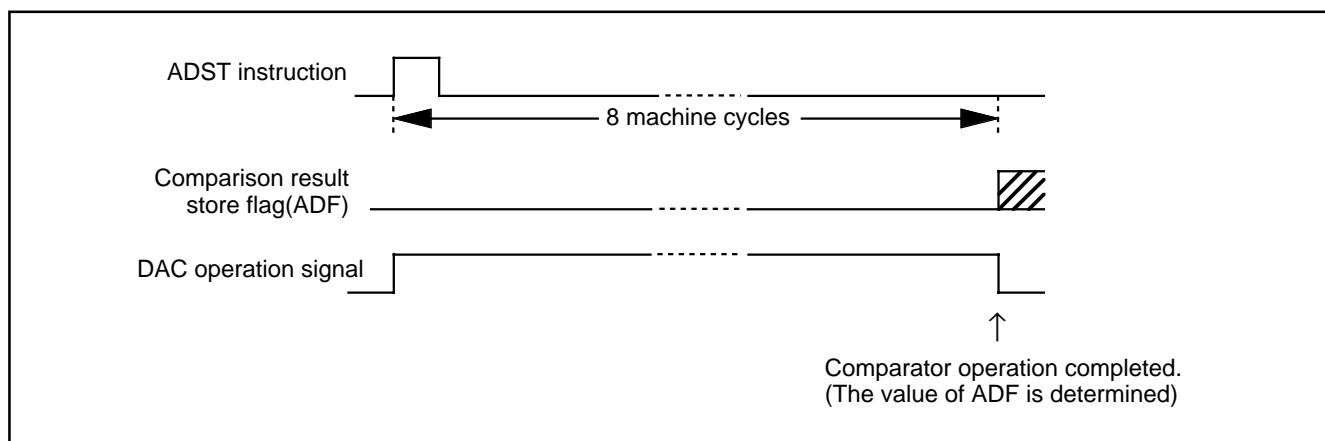 ADST instruction
8 machine cycles
Comparison result
store flag(ADF)
DAC operation signal
Comparator operation completed.
(The value of ADF is determined)